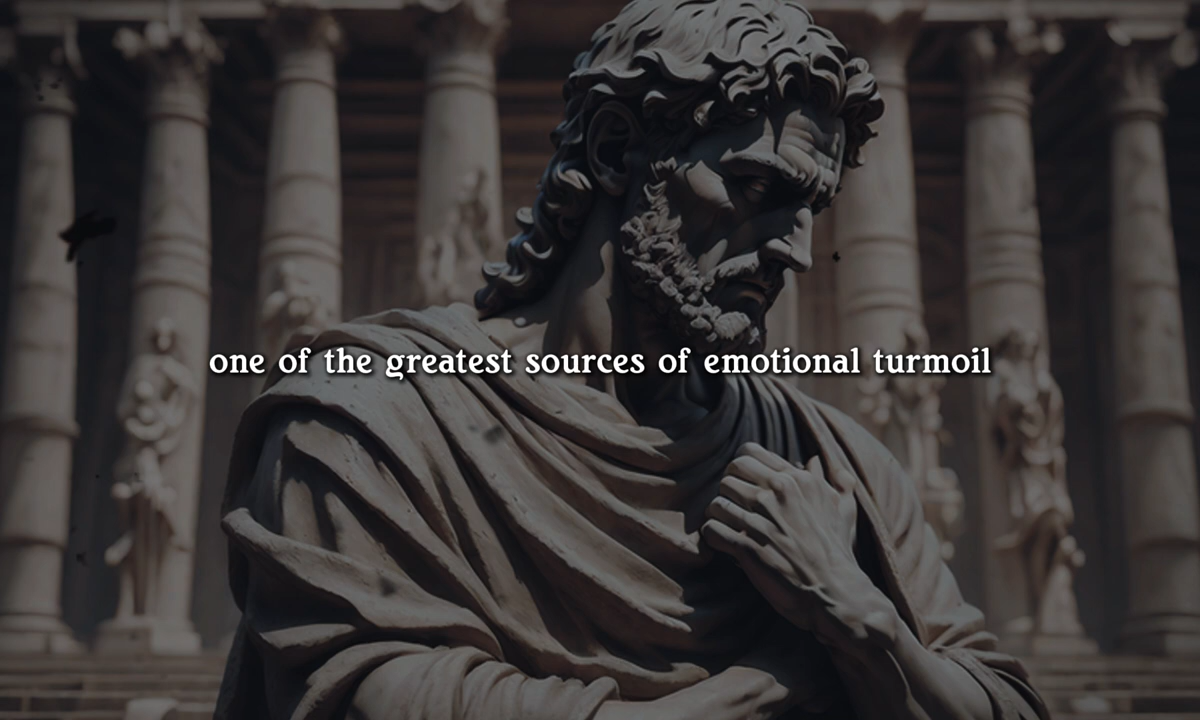 one of the greatest sources of emotional turmoil